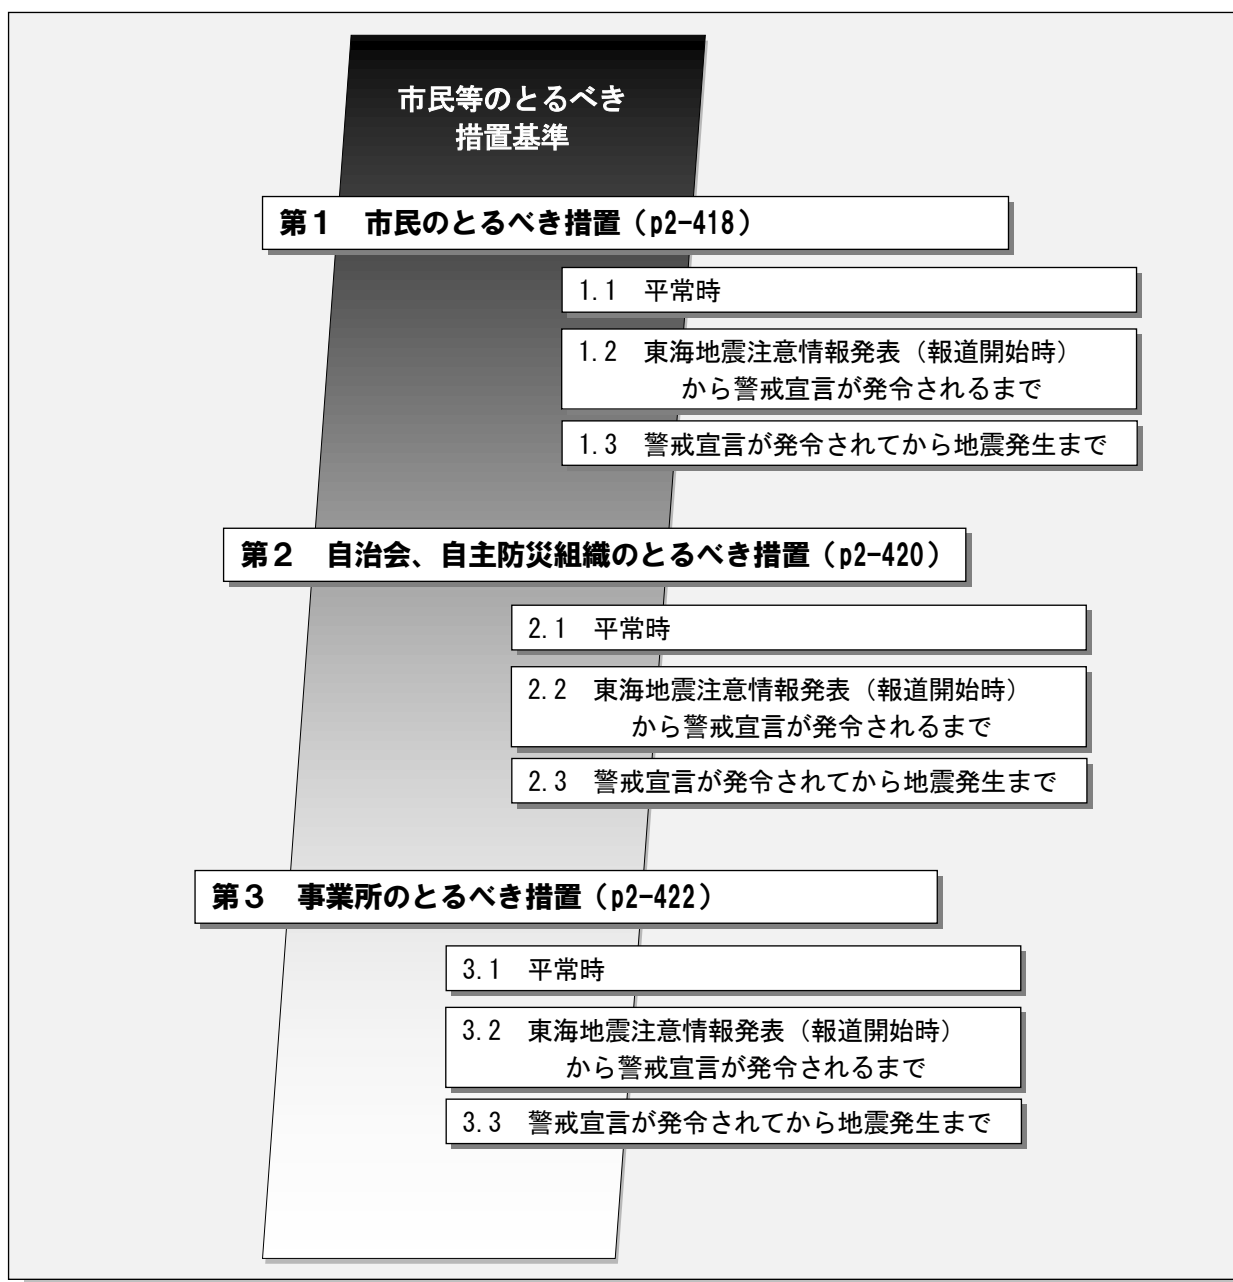 市民等のとるべき
措置基準
第１　市民のとるべき措置（p2-418）
1.1　平常時
1.2　東海地震注意情報発表（報道開始時）
から警戒宣言が発令されるまで
1.3　警戒宣言が発令されてから地震発生まで
第２　自治会、自主防災組織のとるべき措置（p2-420）
2.1　平常時
2.2　東海地震注意情報発表（報道開始時）
から警戒宣言が発令されるまで
2.3　警戒宣言が発令されてから地震発生まで
第３　事業所のとるべき措置（p2-422）
3.1　平常時
3.2　東海地震注意情報発表（報道開始時）
から警戒宣言が発令されるまで
3.3　警戒宣言が発令されてから地震発生まで